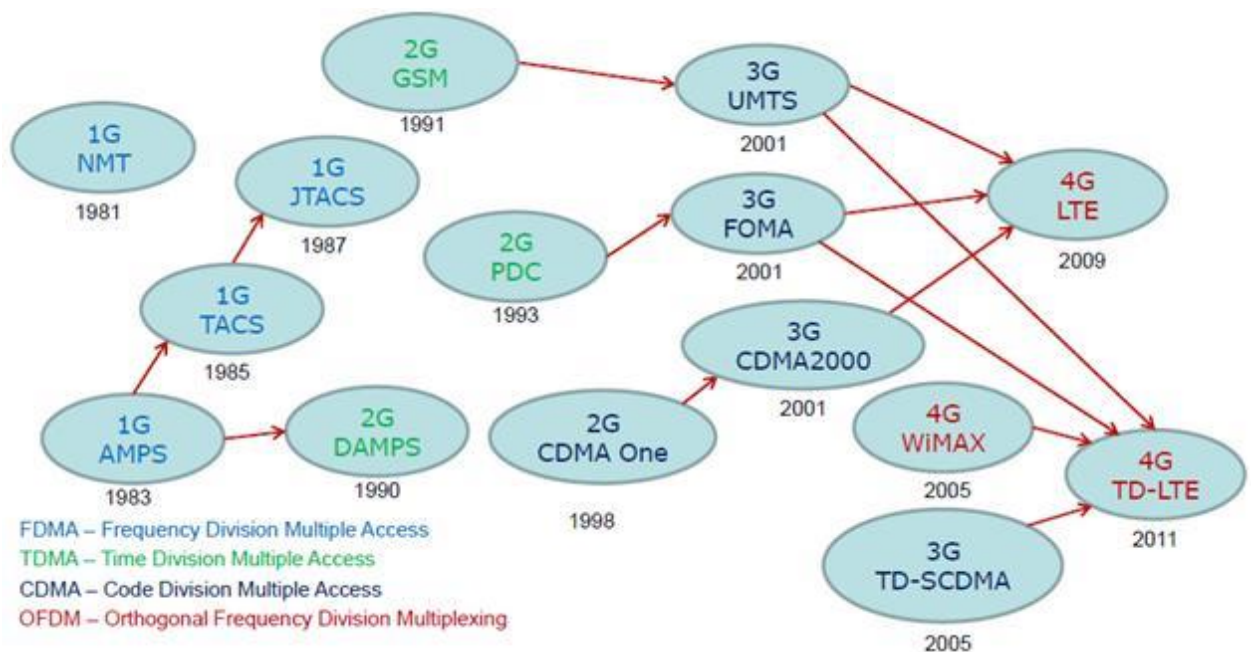 2G
GSM
1991
3G
UMTS
2001
1G
NMT
1981
1G
JTACS
1987
4G
LTE
2009
3G
FOMA
2001
2G
PDC
1993
1G
TACS
1985
3G
CDMA2000
2001
1G
AMPS
1983
2G
DAMPS
1990
2G
CDMA One
1998
4G
WiMAX
2005
4G
TD-LTE
2011
3G
TD-SCDMA
2005
FDMA – Frequency Division Multiple Access
TDMA – Time Division Multiple Access
CDMA – Code Division Multiple Access
OFDM – Orthogonal Frequency Division Multiplexing